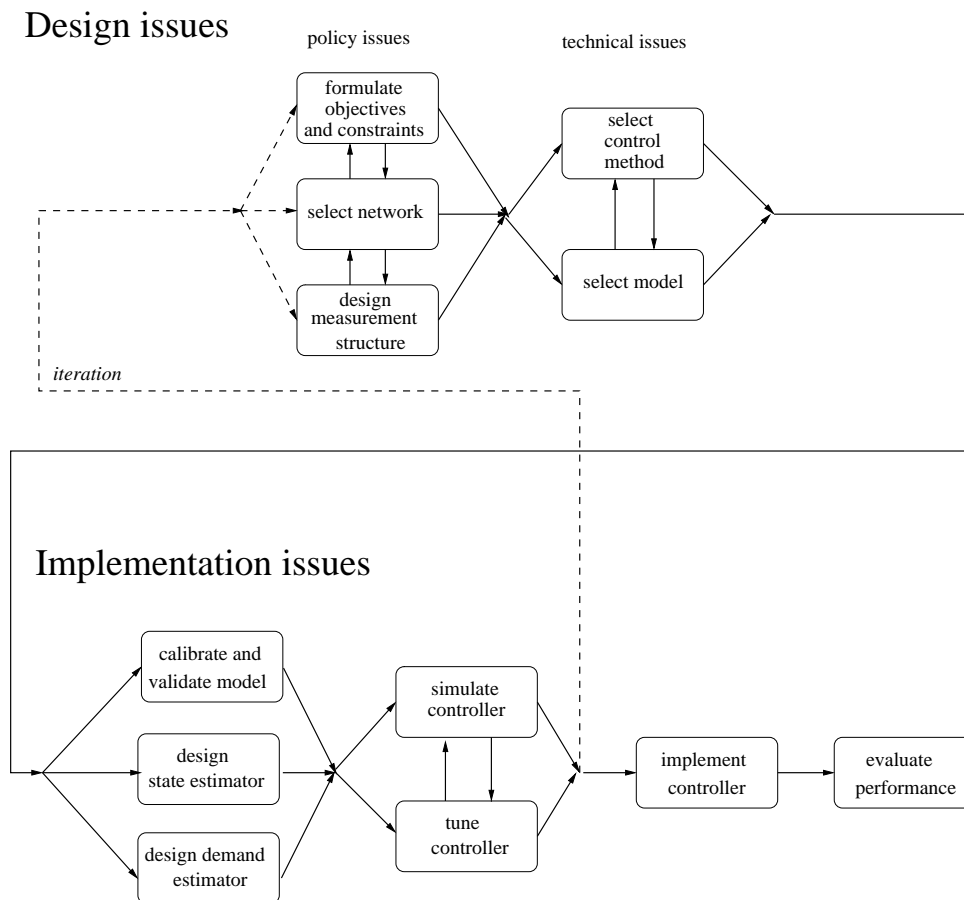 Design issues
policy issues
technical issues
formulate
objectives
and constraints
select
control
method
select network
select model
design
measurement
structure
iteration
Implementation issues
calibrate and
validate model
simulate
controller
design
state estimator
implement
controller
evaluate
performance
tune
controller
design demand
estimator